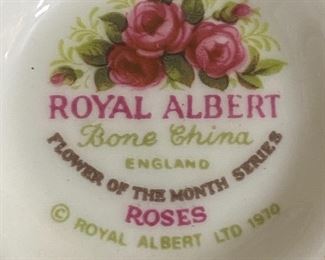 ROYAL ALBERT
Bone China
ENGLAND
FLOWER OF THE MONTH SERIES
ROSES
© ROYAL ALBERT LTD 1970